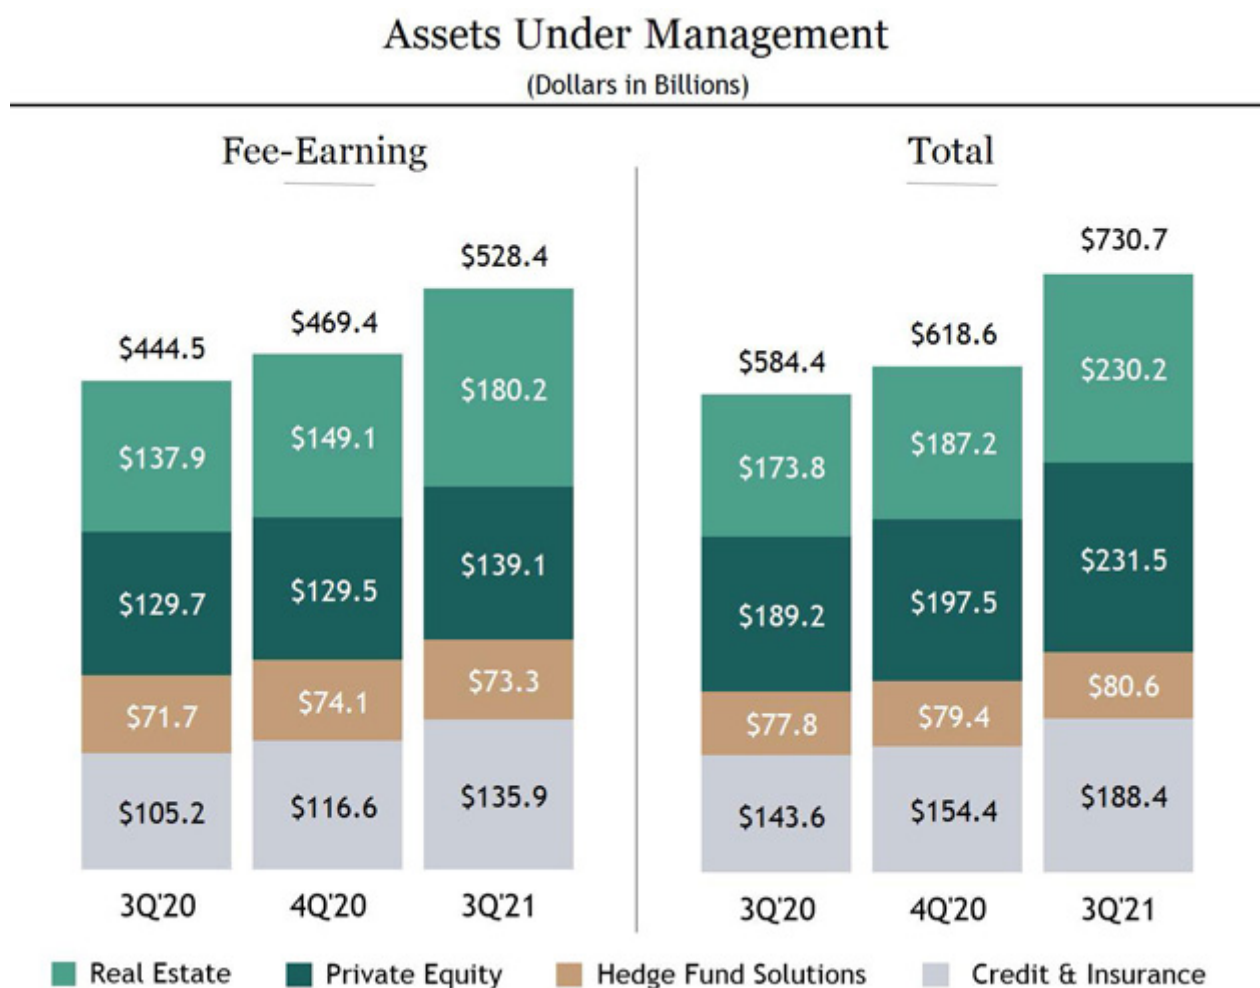 Assets Under Management
(Dollars in Billions)
Fee-Earning
$444.5
$137.9
$129.7
$71.7
$105.2
3Q'20
$469.4
$149.1
$129.5
$74.1
$116.6
4Q'20
$528.4
$180.2
$139.1
$73.3
$135.9
3Q'21
Total
$584.4
$173.8
$189.2
$77.8
$143.6
3Q'20
$618.6
$187.2
$197.5
$79.4
$154.4
4Q'20
$730.7
$230.2
$231.5
$80.6
$188.4
3Q'21
Real Estate
Private Equity
Hedge Fund Solutions
Credit & Insurance